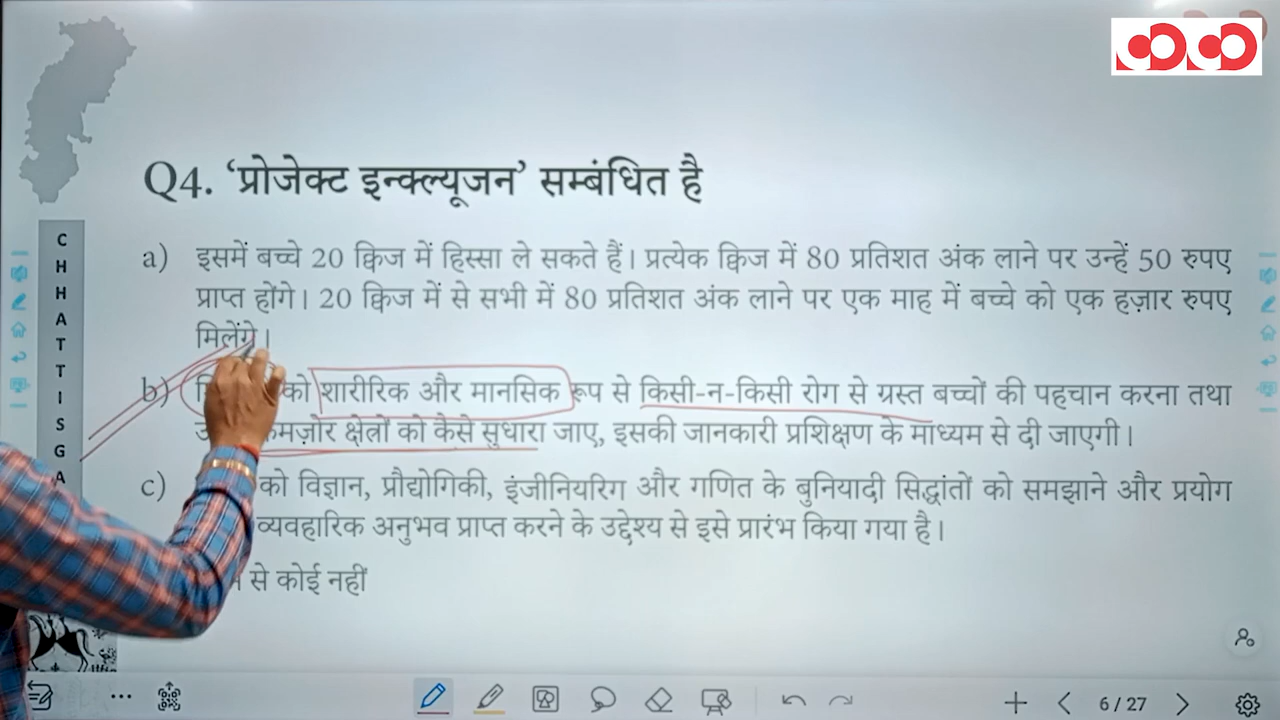 Q4. ‘प्रोजेक्ट इन्क्ल्यूजन’ सम्बंधित है
a) इसमें बच्चे 20 क्विज में हिस्सा ले सकते हैं। प्रत्येक क्विज में 80 प्रतिशत अंक लाने पर उन्हें 50 रुपए
प्राप्त होंगे। 20 क्विज में से सभी में 80 प्रतिशत अंक लाने पर एक माह में बच्चे को एक हज़ार रुपए
मिलेंगे।
b) को शारीरिक और मानसिक रूप से किसी-न-किसी रोग से ग्रस्त बच्चों की पहचान करना तथा
कमज़ोर क्षेत्रों को कैसे सुधारा जाए, इसकी जानकारी प्रशिक्षण के माध्यम से दी जाएगी।
c) को विज्ञान, प्रौद्योगिकी, इंजीनियरिग और गणित के बुनियादी सिद्धांतों को समझाने और प्रयोग
व्यवहारिक अनुभव प्राप्त करने के उद्देश्य से इसे प्रारंभ किया गया है।
से कोई नहीं
C
H
H
A
T
T
I
S
G
A
6 / 27